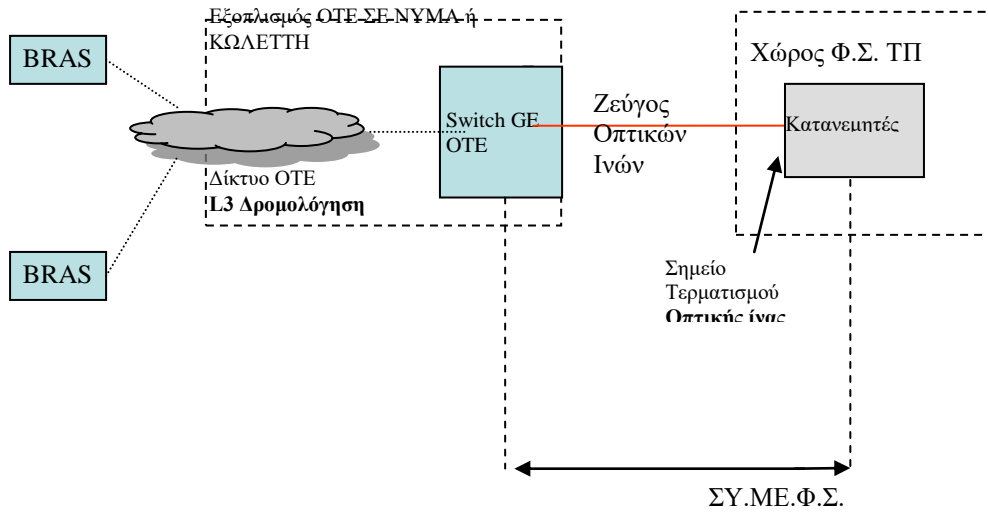 Εξοπλισμός ΟΤΕ ΣΕ ΝΥΜΑ ή
ΚΩΛΕΤΤΗ
BRAS
Χώρος Φ.Σ. ΤΠ
Switch GE
ΟΤΕ
Ζεύγος
Οπτικών
Ινών
Κατανεμητές
Δίκτυο ΟΤΕ
L3 Δρομολόγηση
BRAS
Σημείο
Τερματισμού
Οπτικής ίνας
ΣΥ.ΜΕ.Φ.Σ.